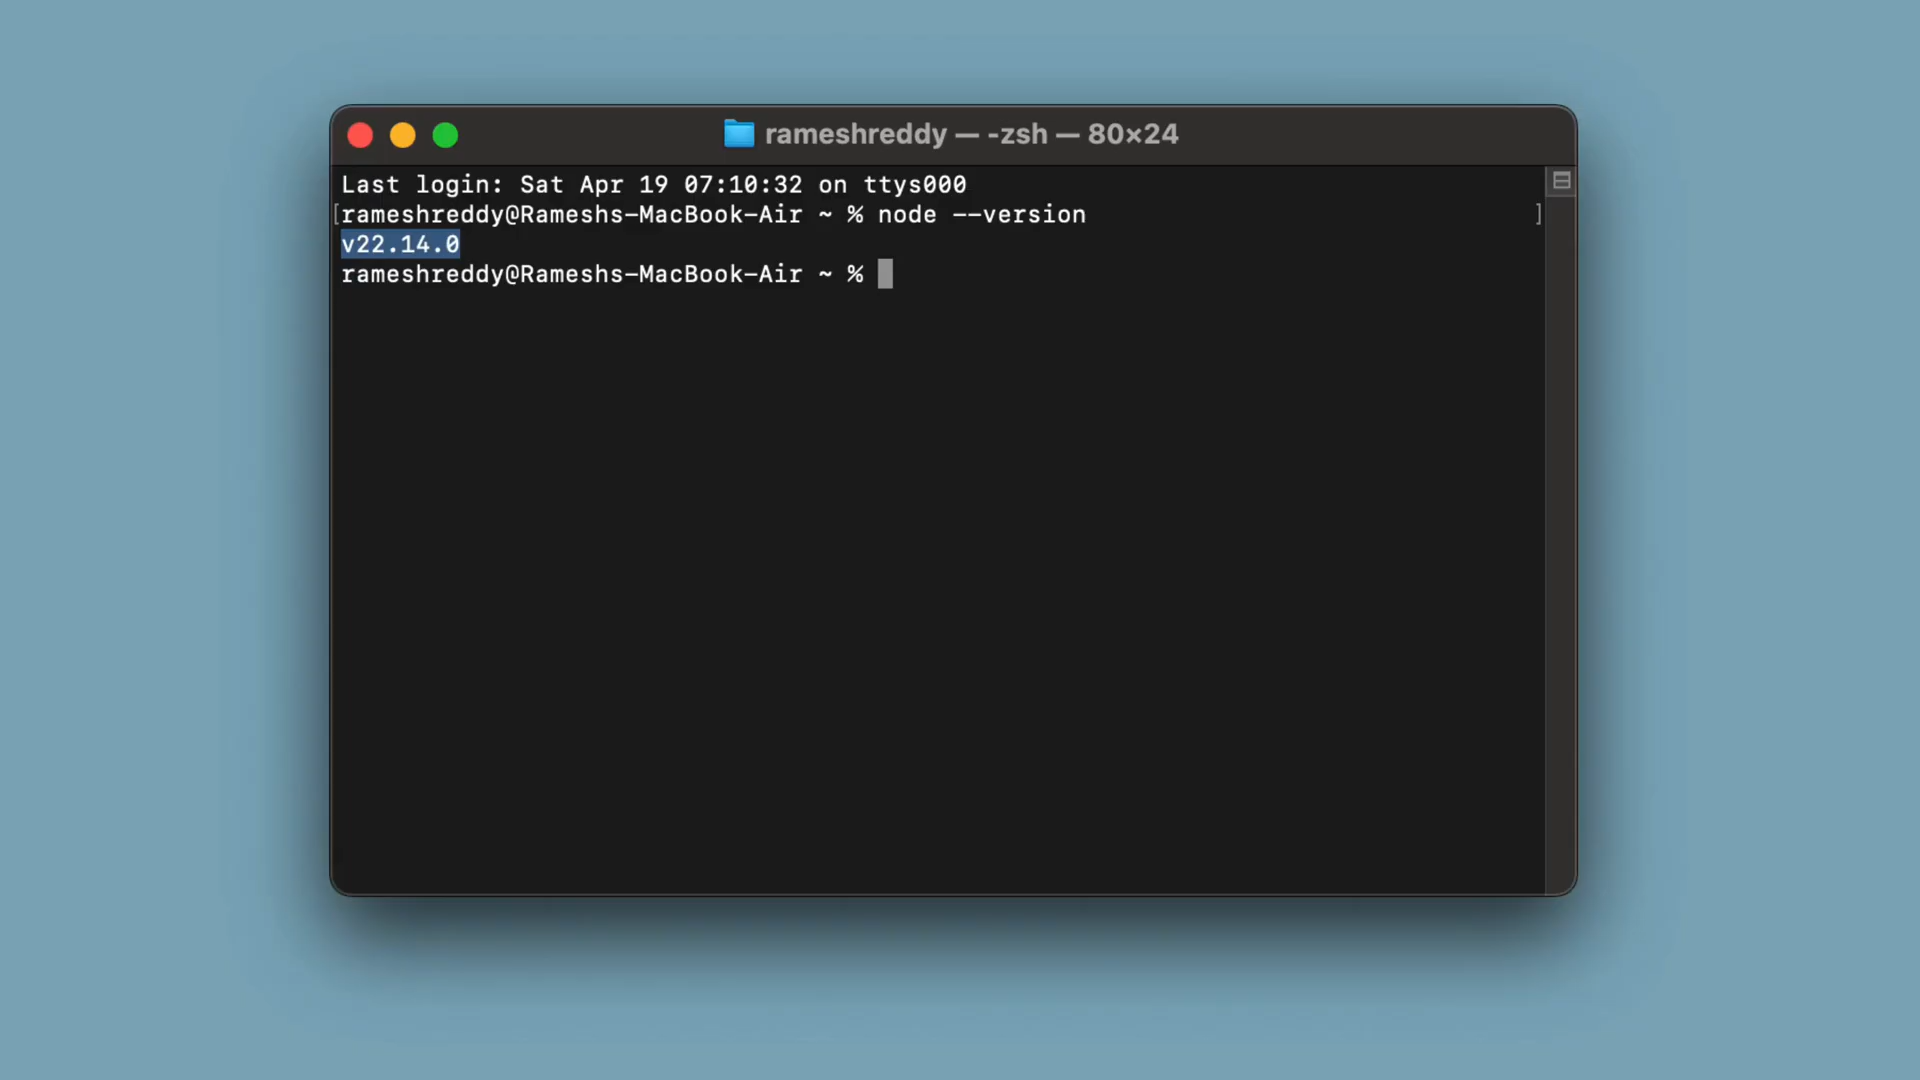 rameshreddy — -zsh — 80×24
Last login: Sat Apr 19 07:10:32 on ttys000
[rameshreddy@Rameshs-MacBook-Air ~ % node --version ]
v22.14.0
rameshreddy@Rameshs-MacBook-Air ~ %